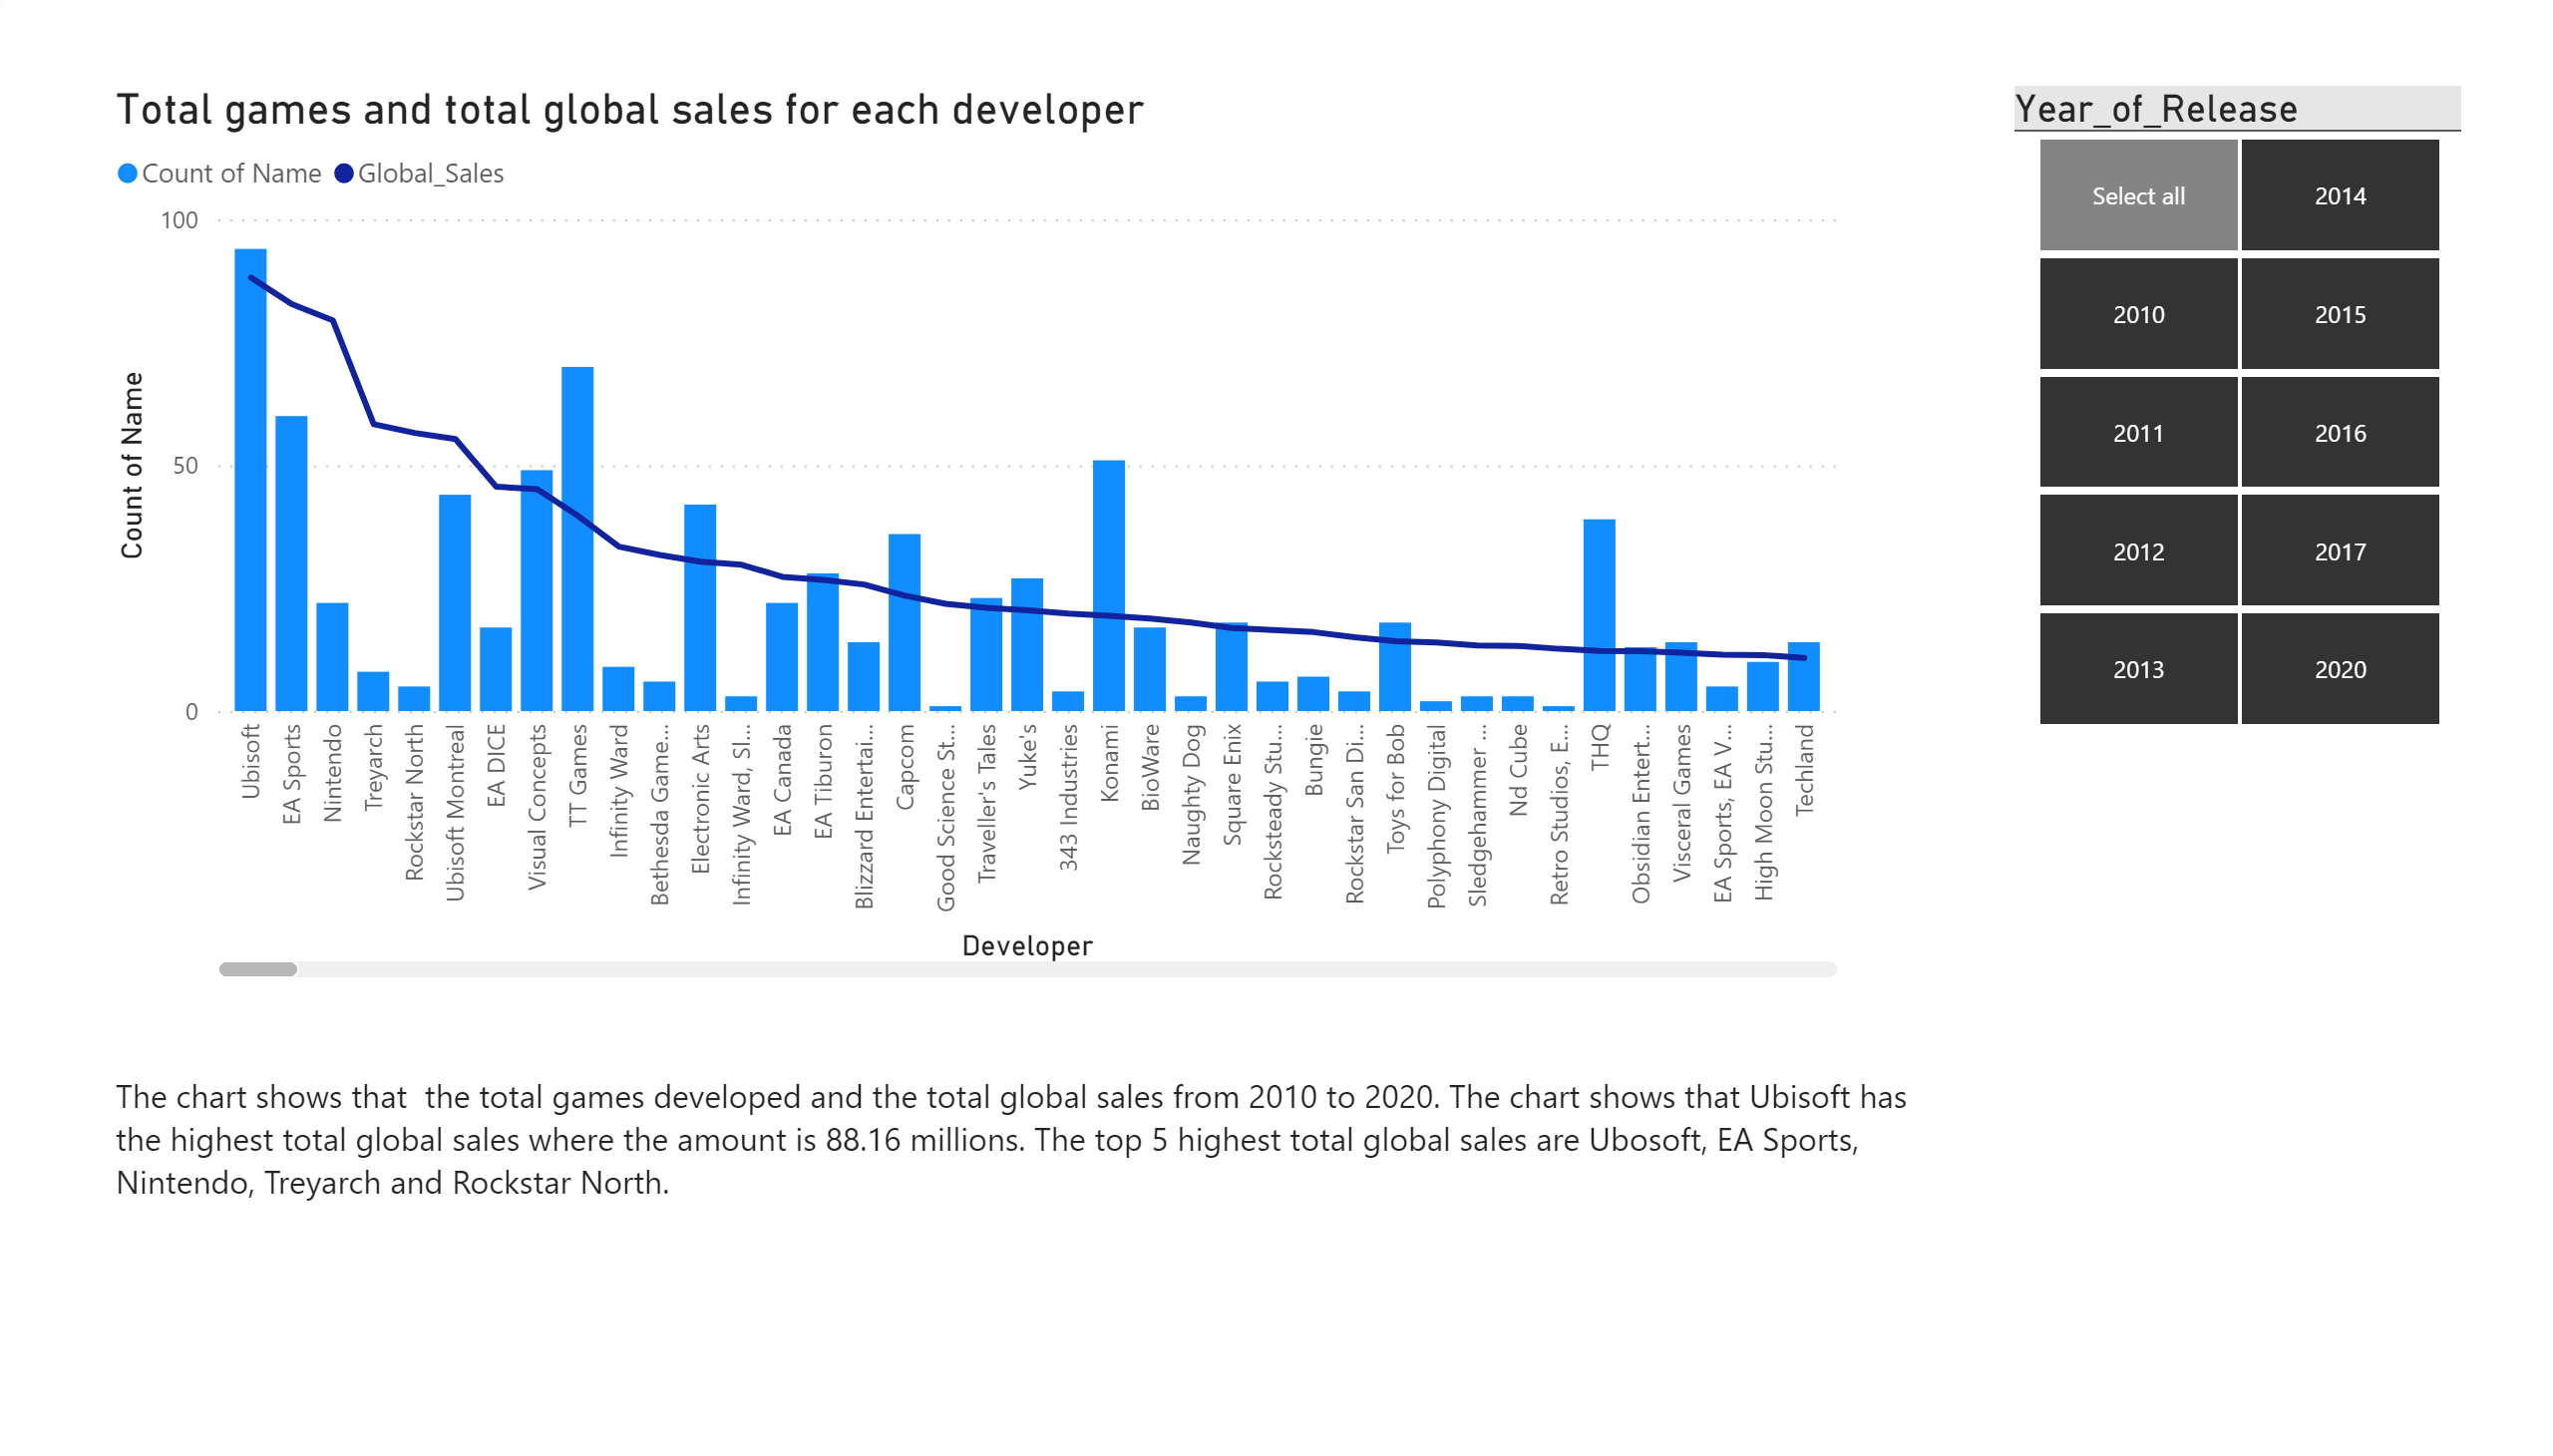 Total games and total global sales for each developer
Count of Name Global_Sales
100
50
0
Count of Name
Ubisoft
EA Sports
Nintendo
Treyarch
Rockstar North
Ubisoft Montreal
EA DICE
Visual Concepts
TT Games
Infinity Ward
Bethesda Game...
Electronic Arts
Infinity Ward, Sl...
EA Canada
EA Tiburon
Blizzard Entertai...
Capcom
Good Science St...
Traveller's Tales
Yuke's
343 Industries
Konami
BioWare
Naughty Dog
Square Enix
Rocksteady Stu...
Bungie
Rockstar San Di...
Toys for Bob
Polyphony Digital
Sledgehammer ...
Nd Cube
Retro Studios, E...
THQ
Obsidian Entert...
Visceral Games
EA Sports, EA V...
High Moon Stu...
Techland
Developer
Year_of_Release
Select all 2014
2010 2015
2011 2016
2012 2017
2013 2020
The chart shows that  the total games developed and the total global sales from 2010 to 2020. The chart shows that Ubisoft has
the highest total global sales where the amount is 88.16 millions. The top 5 highest total global sales are Ubosoft, EA Sports,
Nintendo, Treyarch and Rockstar North.